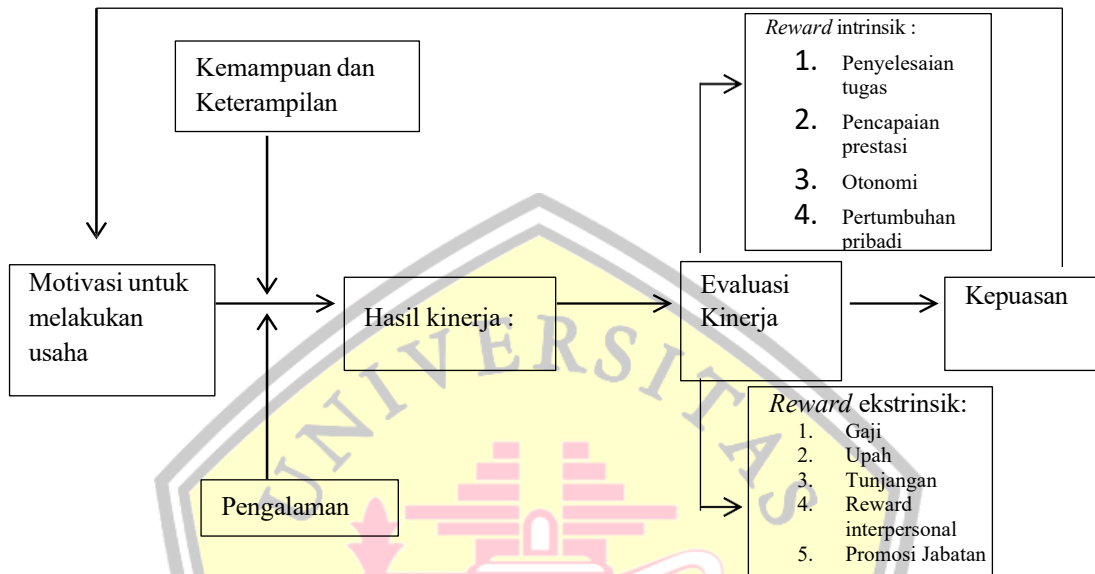 Reward intrinsik :
1. Penyelesaian
tugas
2. Pencapaian
prestasi
3. Otonomi
4. Pertumbuhan
pribadi
Kemampuan dan
Keterampilan
Motivasi untuk
melakukan
usaha
Hasil kinerja :
Evaluasi
Kinerja
Kepuasan
Pengalaman
Reward ekstrinsik:
1. Gaji
2. Upah
3. Tunjangan
4. Reward
interpersonal
5. Promosi Jabatan
UNIVERSITAS